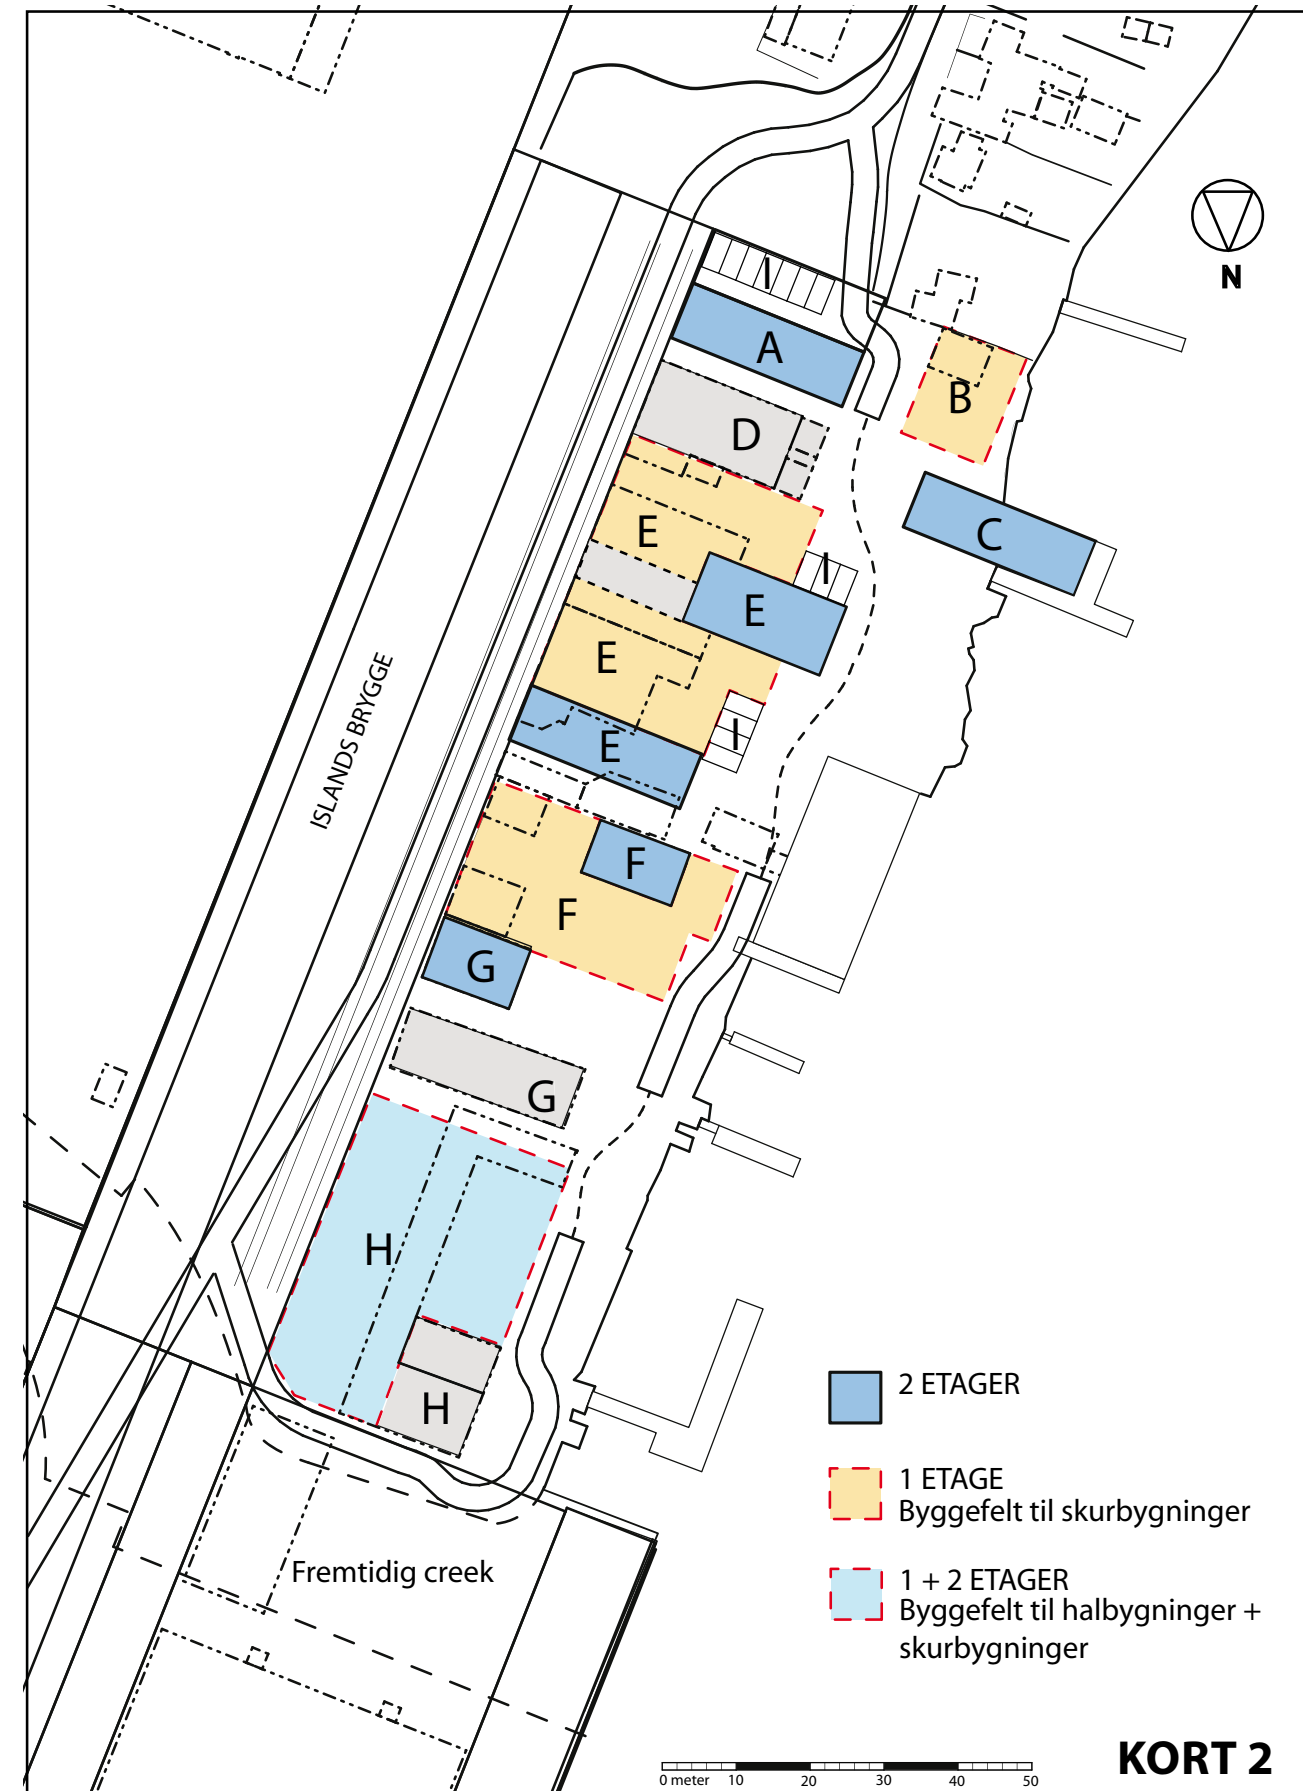 I
N
A
B
D
C
E
I
E
E
ISLANDS BRYGGE
I
E
F
F
G
G
H
2 ETAGER
H
1 ETAGE
Byggefelt til skurbygninger
Fremtidig creek
1 + 2 ETAGER
Byggefelt til halbygninger +
skurbygninger
KORT 2
0 meter 10 20 30 40 50